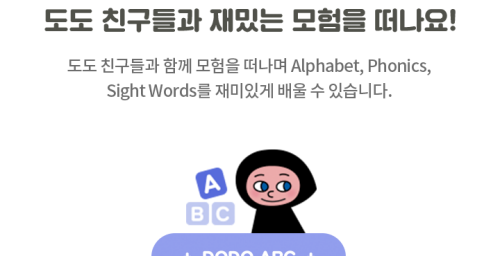 도도 친구들과 재밌는 모험을 떠나요!
도도 친구들과 함께 모험을 떠나며 Alphabet, Phonics,
Sight Words를 재미있게 배울 수 있습니다.
A
B C
DODO ABC